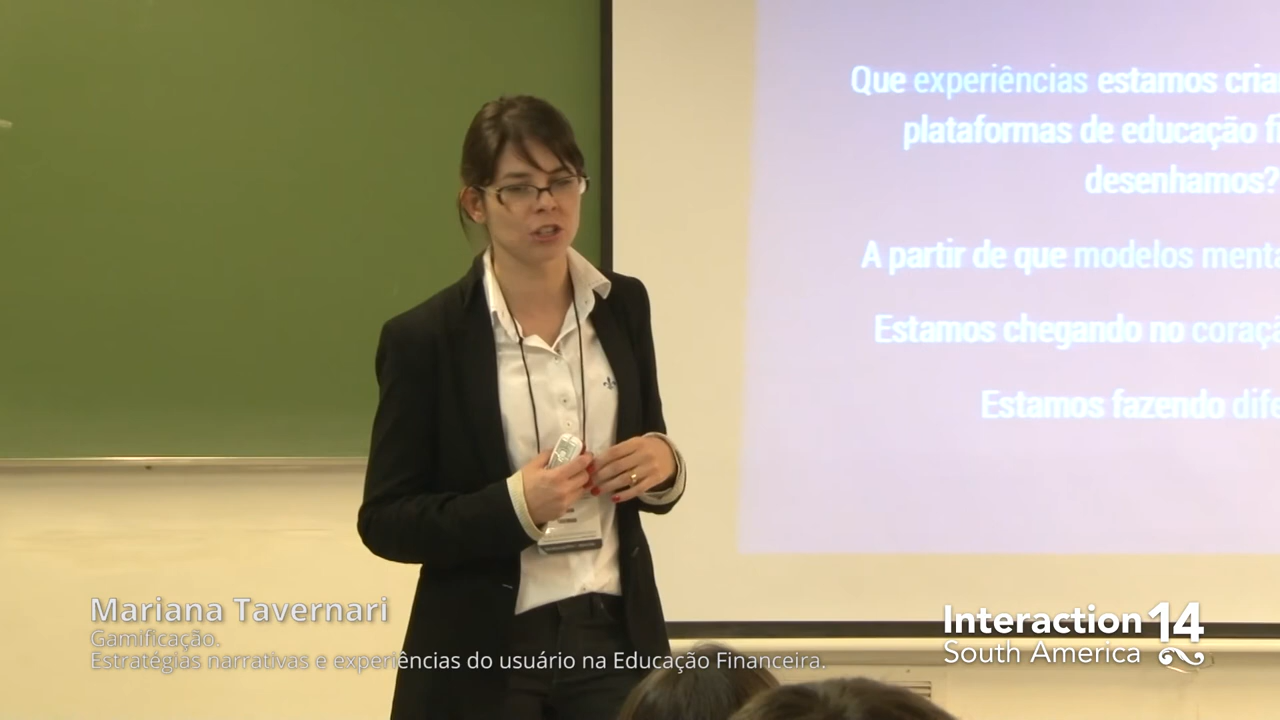 Que experiências estamos cria
plataformas de educação fi
desenhamos?
A partir de que modelos menta
Estamos chegando no coraçã
Estamos fazendo dife
Mariana Tavernari
Gamificação.
Estratégias narrativas e experiências do usuário na Educação Financeira.
Interaction 14
South America